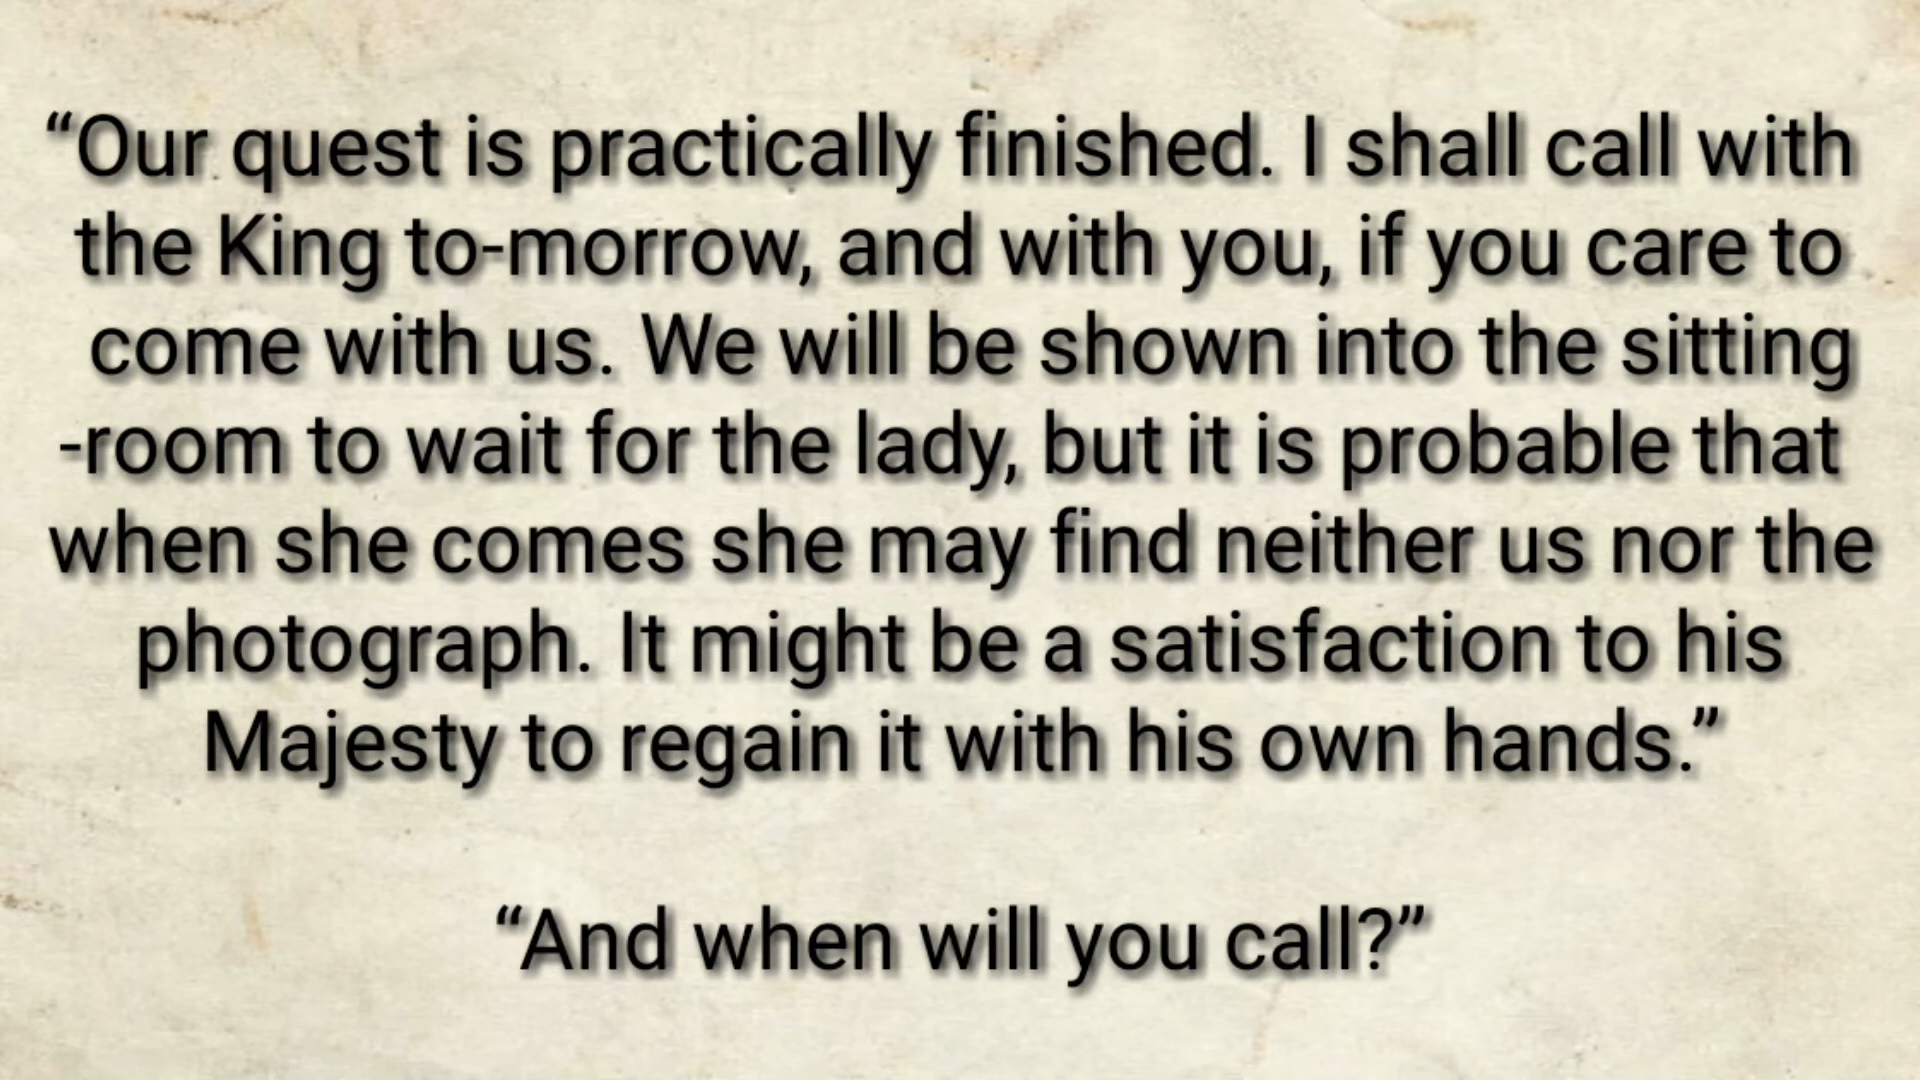 “Our quest is practically finished. I shall call with
the King to-morrow, and with you, if you care to
come with us. We will be shown into the sitting
-room to wait for the lady, but it is probable that
when she comes she may find neither us nor the
photograph. It might be a satisfaction to his
Majesty to regain it with his own hands.”
“And when will you call?”